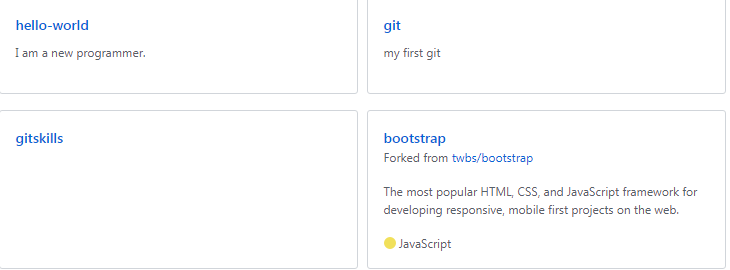 hello-world
I am a new programmer.
git
my first git
gitskills
bootstrap
Forked from twbs/bootstrap
The most popular HTML, CSS, and JavaScript framework for
developing responsive, mobile first projects on the web.
JavaScript